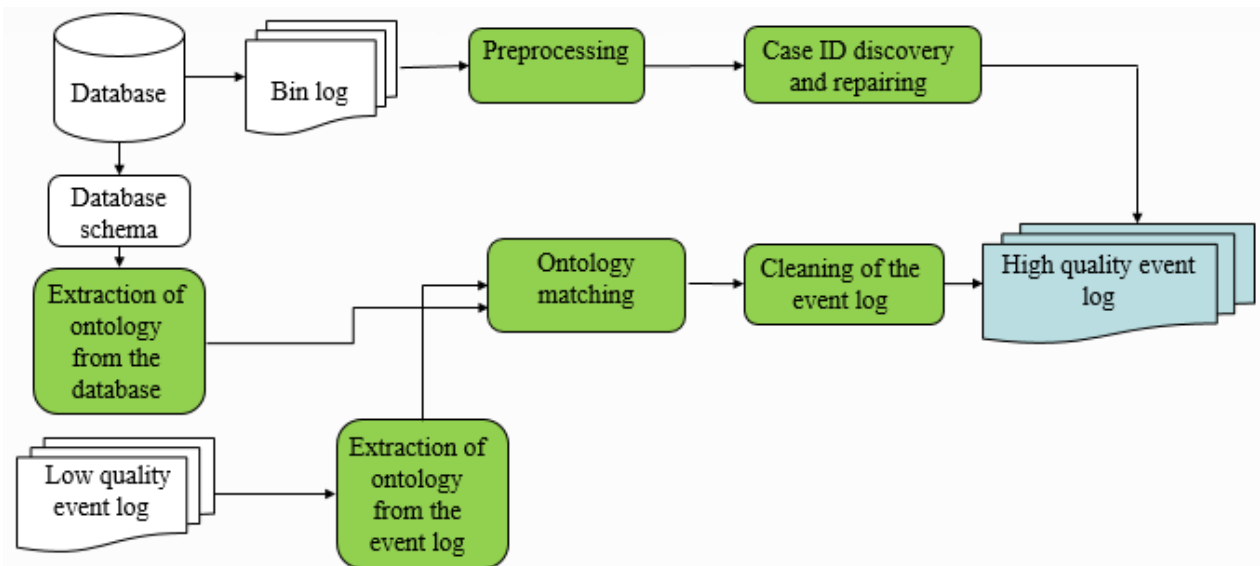 Database
Bin log
Preprocessing
Case ID discovery
and repairing
Database
schema
Extraction of
ontology
from the
database
Ontology
matching
Cleaning of the
event log
High quality event
log
Low quality
event log
Extraction of
ontology
from the
event log